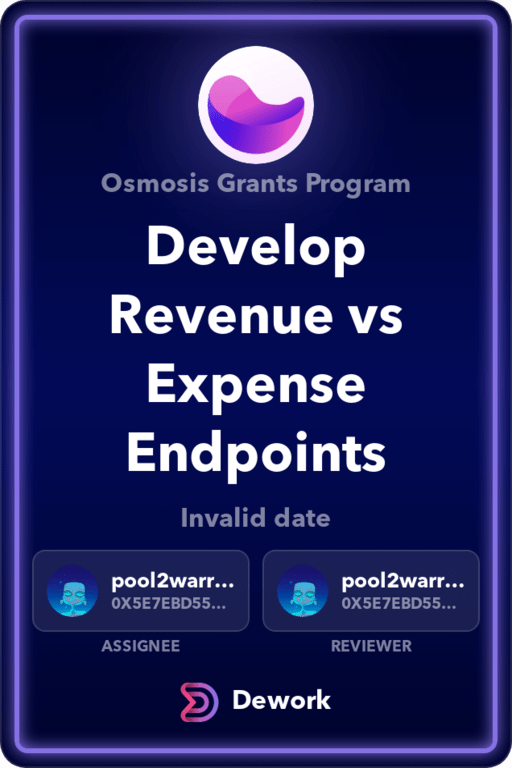 Osmosis Grants Program
Develop
Revenue vs
Expense
Endpoints
Invalid date
pool2warr... pool2warr...
0X5E7EBD55... 0X5E7EBD55...
ASSIGNEE REVIEWER
Dework